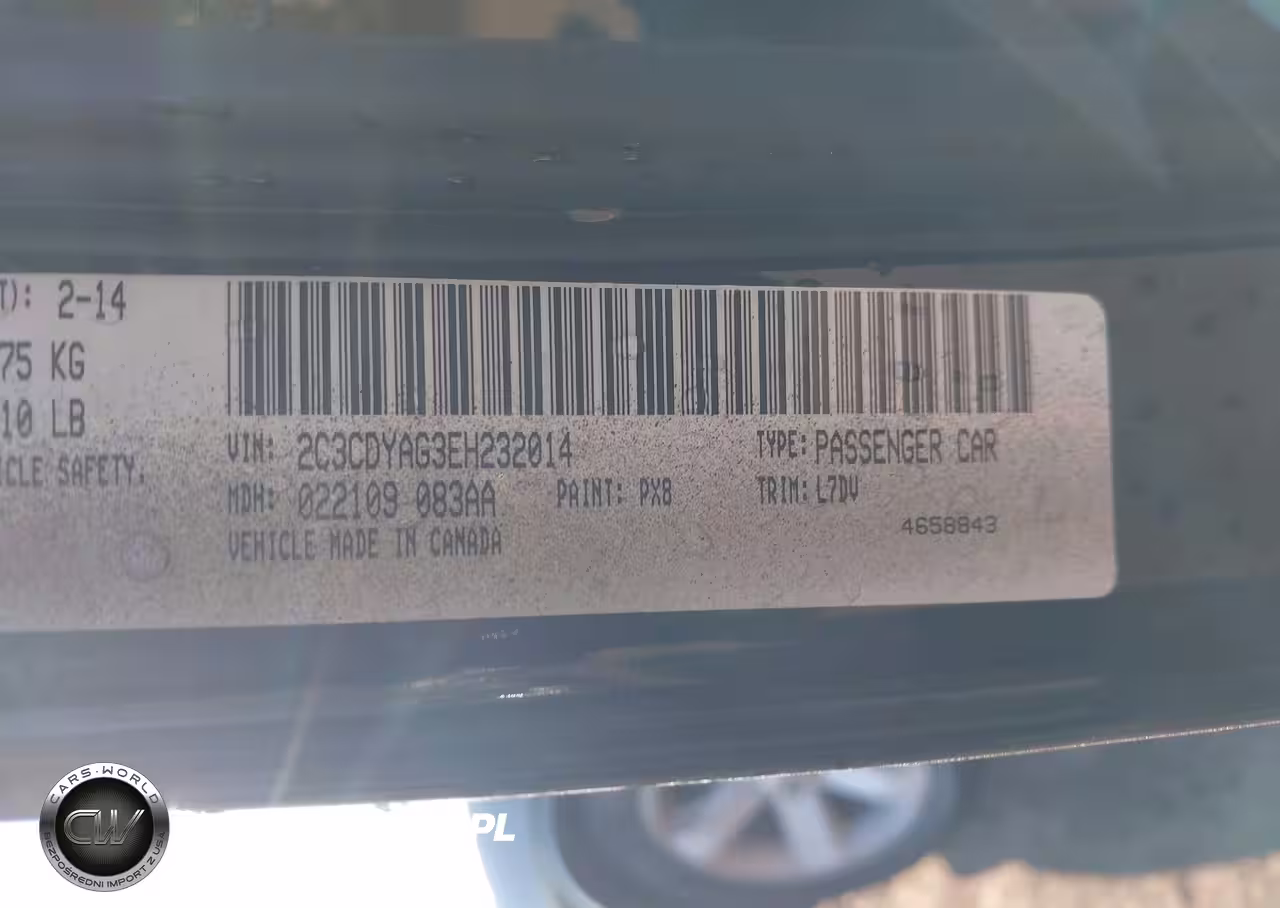 T): 2-14
75 KG
10 LB
ICLE SAFETY.
VIN: 2C3CDYAG3EH232014
TYPE: PASSENGER CAR
MDH: 022109 083AA
PAINT: PX8
TRIM: L7DV
VEHICLE MADE IN CANADA
4658843
CARS-WORLD
CW
BEZPOŚREDNI IMPORT Z USA
PL